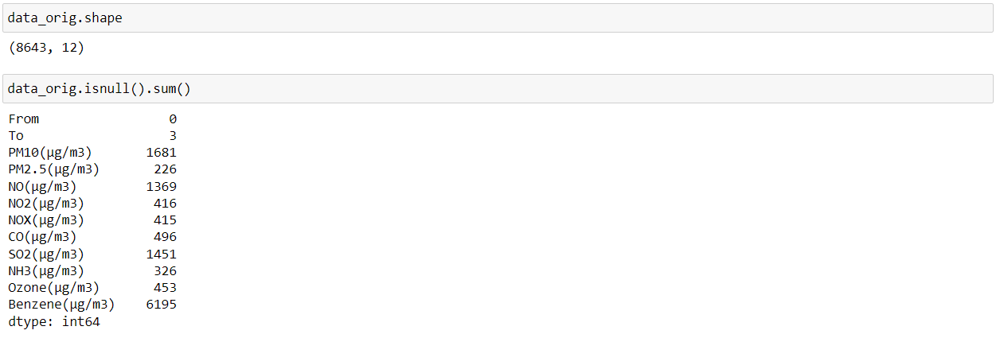 data_orig.shape
(8643, 12)
data_orig.isnull().sum()
From 0
To 3
PM10(μg/m3) 1681
PM2.5(μg/m3) 226
NO(μg/m3) 1369
NO2(μg/m3) 416
NOX(μg/m3) 415
CO(μg/m3) 496
SO2(μg/m3) 1451
NH3(μg/m3) 326
Ozone(μg/m3) 453
Benzene(μg/m3) 6195
dtype: int64